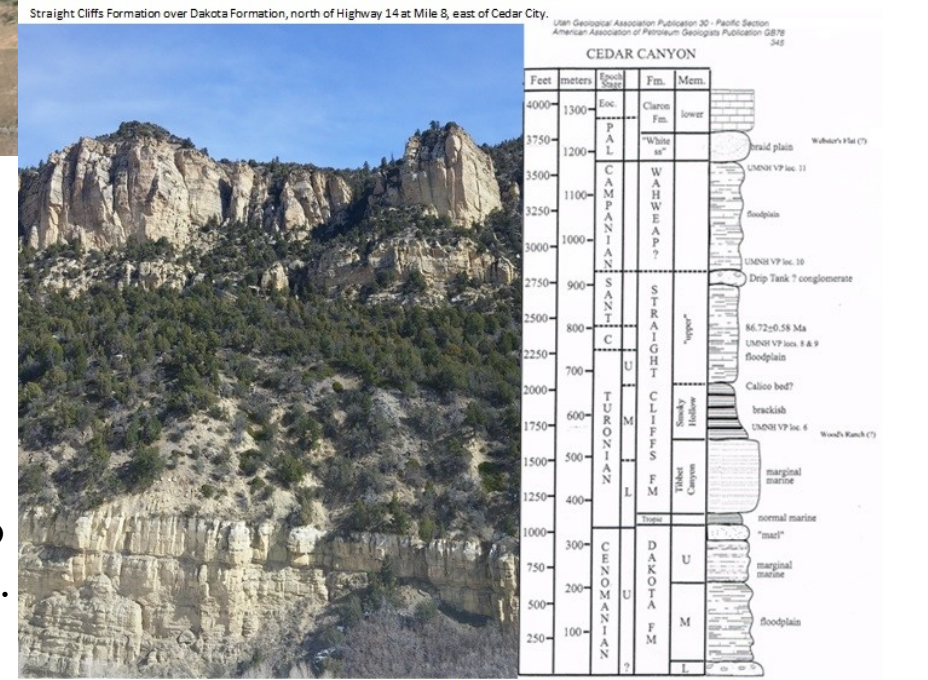 Straight Cliffs Formation over Dakota Formation, north of Highway 14 at Mile 8, east of Cedar City.
Utah Geological Association Publication 30 - Pacific Section
American Association of Petroleum Geologists Publication GB78
345
CEDAR CANYON
Feet meters Epoch Stage Fm. Mem.
4000 1300 Eoc. Claron Fm. lower
3750 PAL "White ss" braid plain Webster's Flat (?)
1200
3500 CAMPANIAN WAHWEAP? UMNH VP loc. 11
1100
3250 floodplain
3000 1000
UMNH VP loc. 10
2750 900 SANT STRAIGHT CLIFFS FM "upper" Drip Tank ? conglomerate
2500
800 86.72±0.58 Ma
C UMNH VP locs. 8 & 9
2250 floodplain
700 U
2000 TURONIAN Smoky Hollow Calico bed?
600 M brackish
1750 UMNH VP loc. 6
Wood's Ranch (?)
500
1500 L Tibbet Canyon marginal marine
1250 400
Tropic normal marine
1000 "marl"
300 CENOMANIAN DAKOTA FM U
750 marginal marine
200 U
500 M floodplain
250 100
? L
.